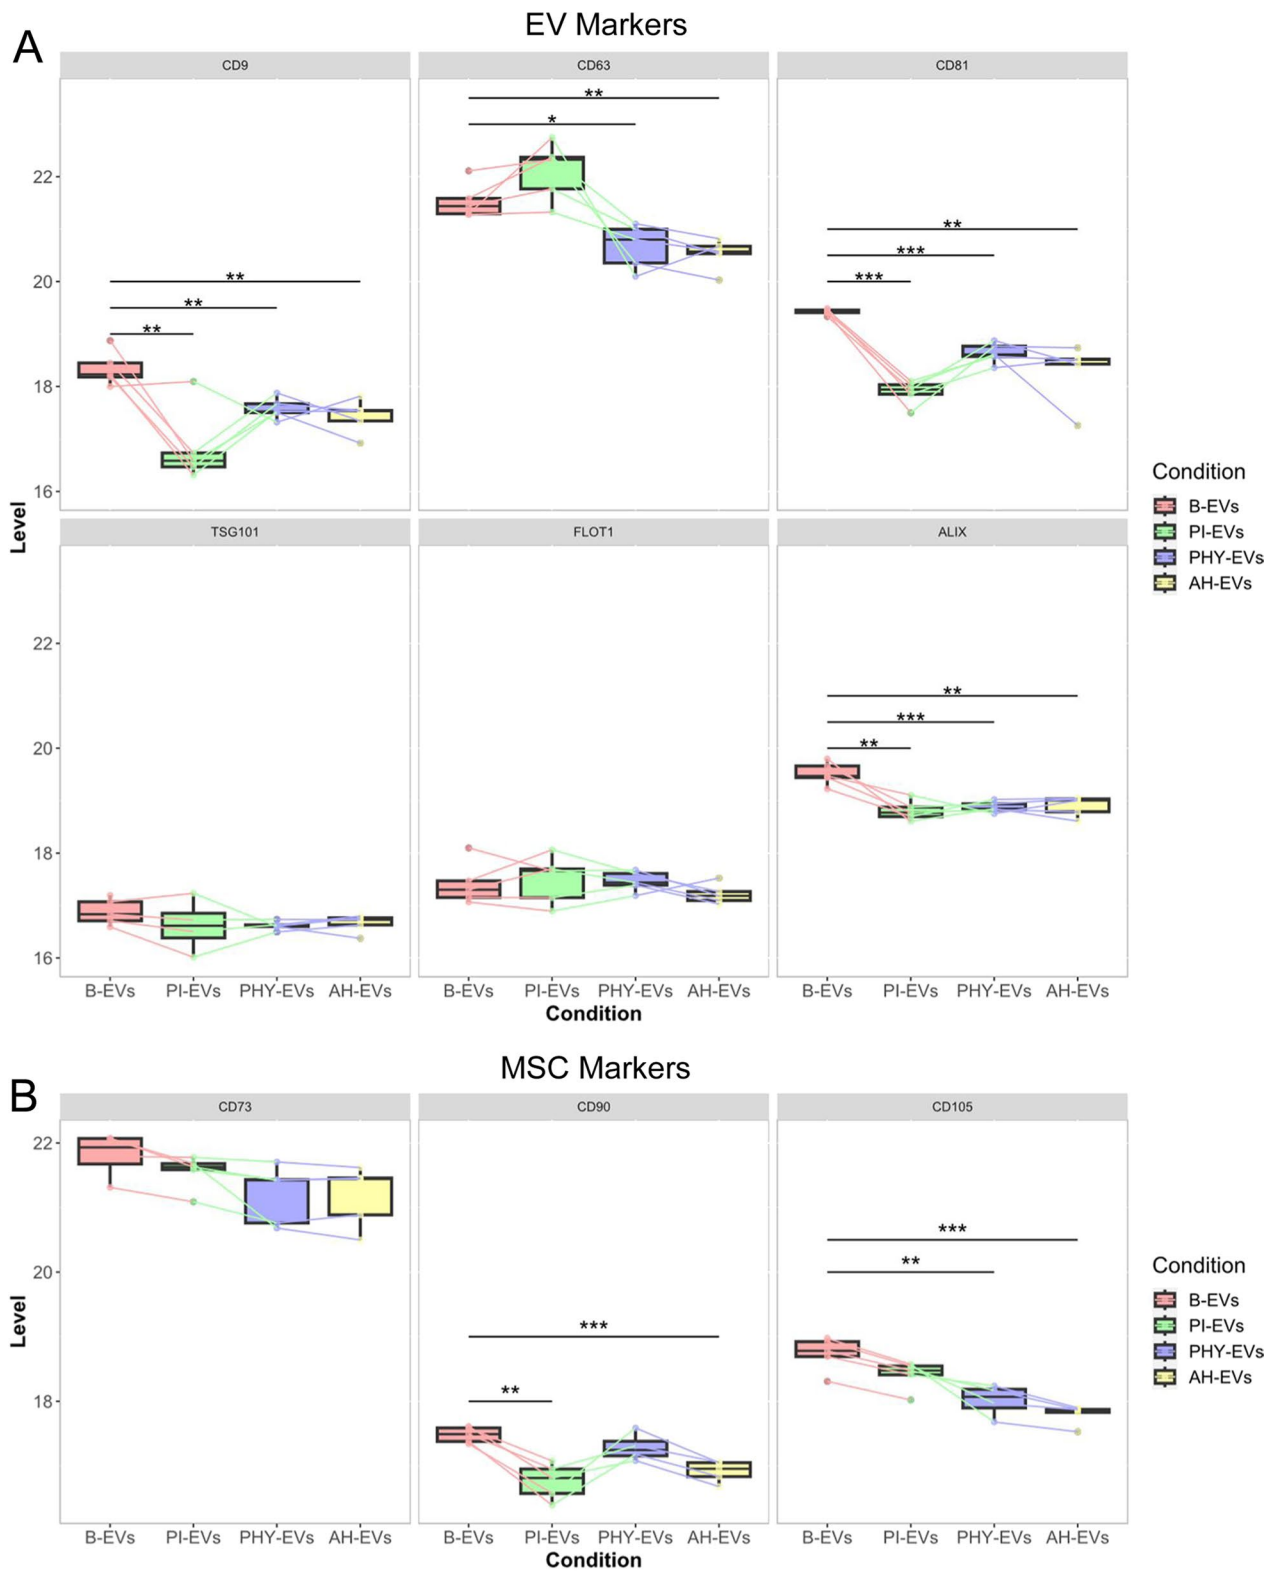 A
EV Markers
CD9
CD63
CD81
**
*
**
***
***
**
**
**
22
20
18
16
Level
TSG101
FLOT1
ALIX
**
***
**
22
20
18
16
B-EVs PI-EVs PHY-EVs AH-EVs
B-EVs PI-EVs PHY-EVs AH-EVs
B-EVs PI-EVs PHY-EVs AH-EVs
Condition
Condition
B-EVs
PI-EVs
PHY-EVs
AH-EVs
B
MSC Markers
CD73
CD90
CD105
***
**
***
**
22
20
18
Level
B-EVs PI-EVs PHY-EVs AH-EVs
B-EVs PI-EVs PHY-EVs AH-EVs
B-EVs PI-EVs PHY-EVs AH-EVs
Condition
Condition
B-EVs
PI-EVs
PHY-EVs
AH-EVs